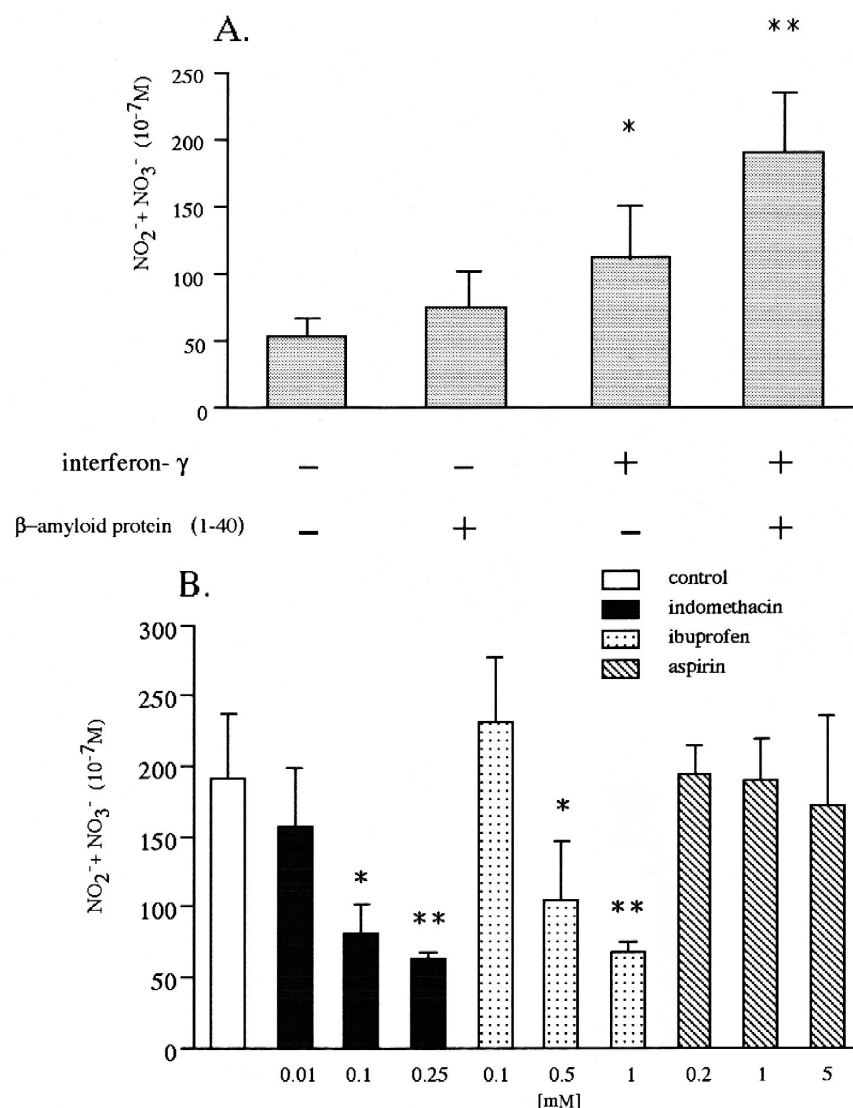 A.
* *
*
NO₂⁻+ NO₃⁻ (10⁻⁷M)
250
200
150
100
50
0
interferon- γ − − + +
β−amyloid protein (1-40) − + − +
B.
control
indomethacin
ibuprofen
aspirin
NO₂⁻+ NO₃⁻ (10⁻⁷M)
300
250
200
150
100
50
0
* ** * **
0.01 0.1 0.25 0.1 0.5 1 0.2 1 5
[mM]